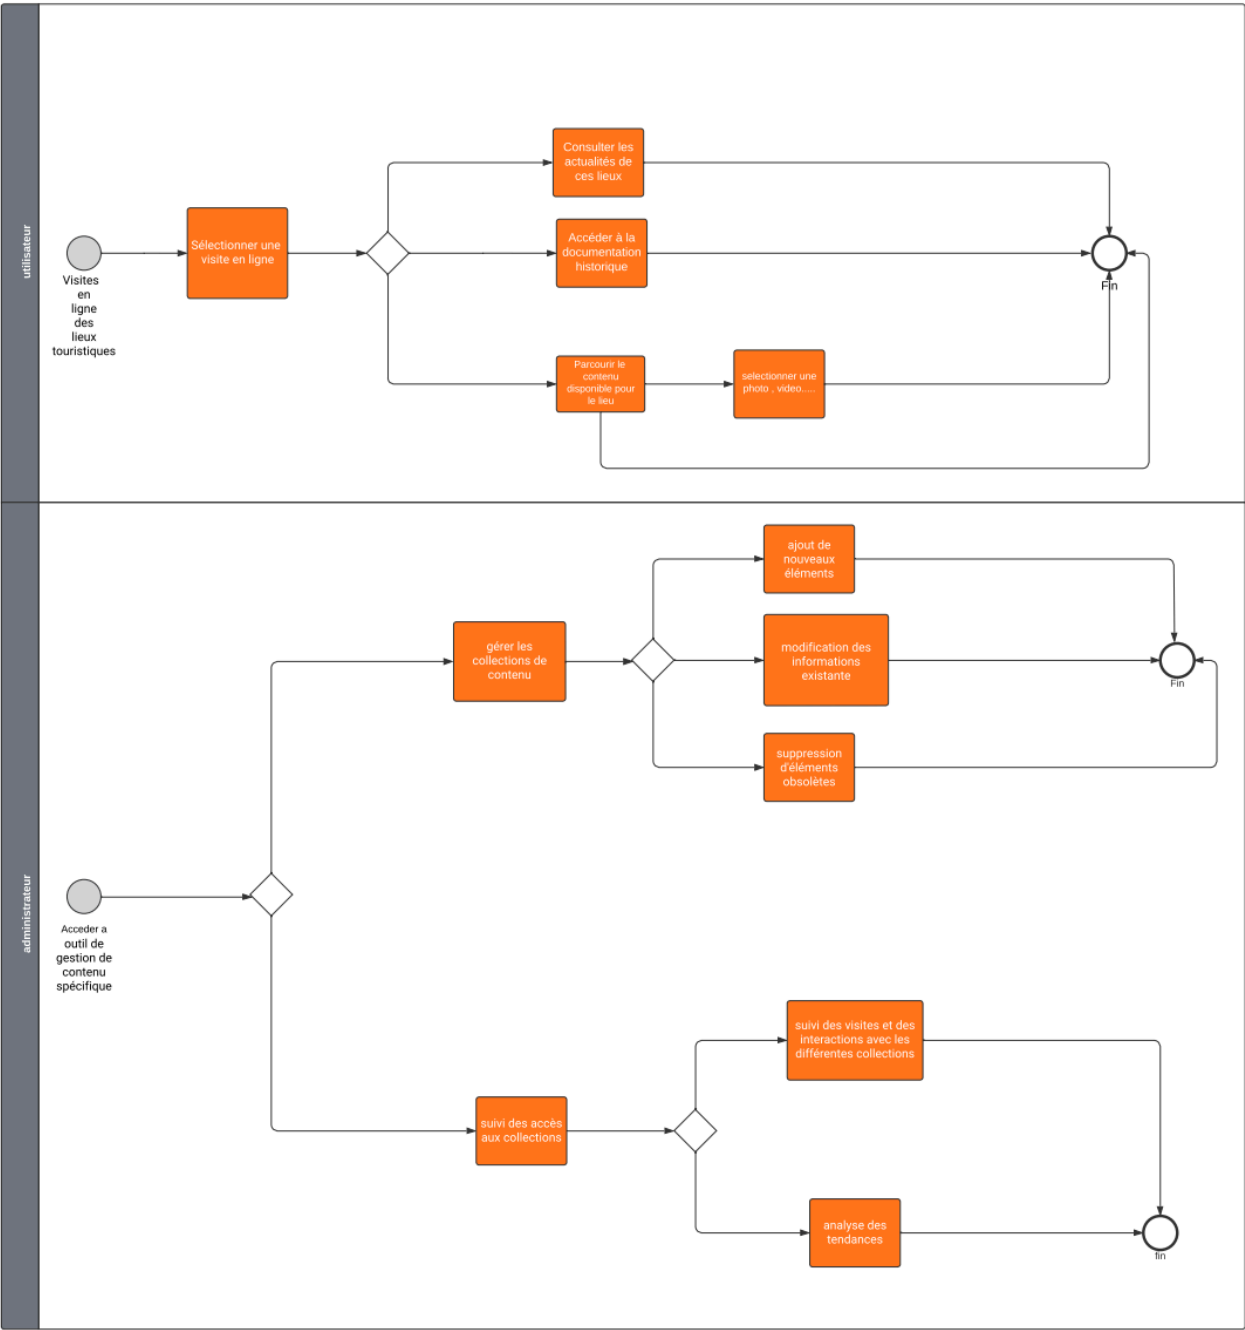 utilisateur
Visites
en
ligne
des
lieux
touristiques
Sélectionner une
visite en ligne
Consulter les
actualités de
ces lieux
Accéder à la
documentation
historique
Parcourir le
contenu
disponible pour
le lieu
selectionner une
photo , video.....
Fin
administrateur
Acceder a
outil de
gestion de
contenu
spécifique
gérer les
collections de
contenu
ajout de
nouveaux
éléments
modification des
informations
existante
suppression
d'éléments
obsolètes
Fin
suivi des accès
aux collections
suivi des visites et des
interactions avec les
différentes collections
analyse des
tendances
fin